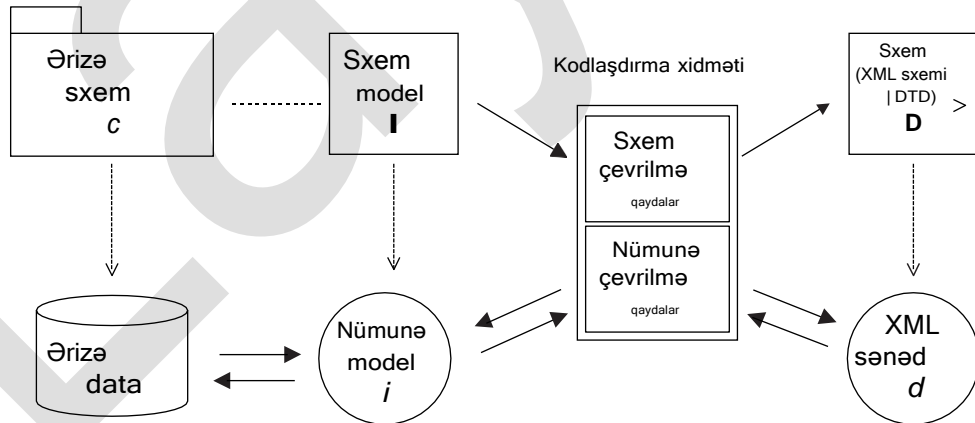 Ərizə
sxem
c
Sxem
model
I
Kodlaşdırma xidməti
Sxem
çevrilmə
qaydalar
Nümunə
çevrilmə
qaydalar
Sxem
(XML sxemi
| DTD) >
D
Ərizə
data
Nümunə
model
i
XML
sənəd
d